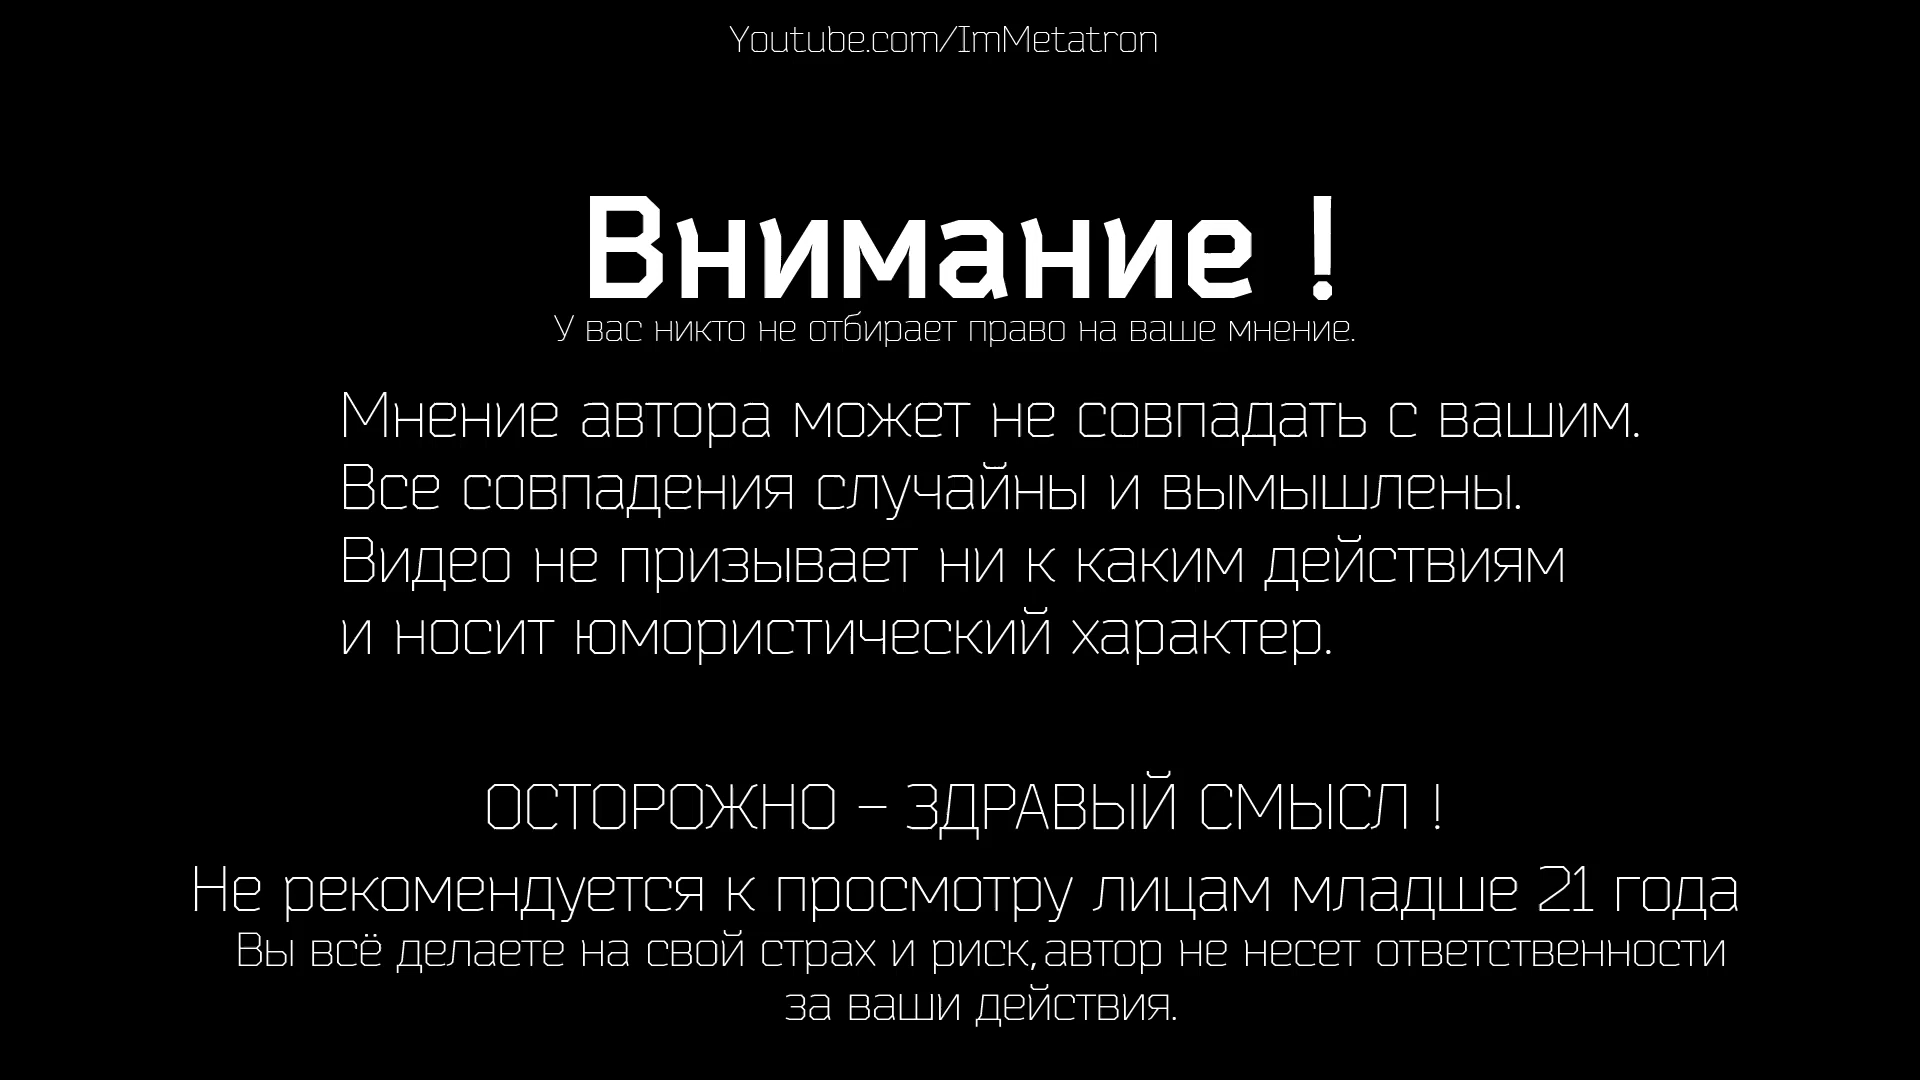 Youtube.com/ImMetatron
Внимание !
У вас никто не отбирает право на ваше мнение.
Мнение автора может не совпадать с вашим.
Все совпадения случайны и вымышлены.
Видео не призывает ни к каким действиям
и носит юмористический характер.
ОСТОРОЖНО – ЗДРАВЫЙ СМЫСЛ !
Не рекомендуется к просмотру лицам младше 21 года
Вы всё делаете на свой страх и риск,автор не несет ответственности
за ваши действия.